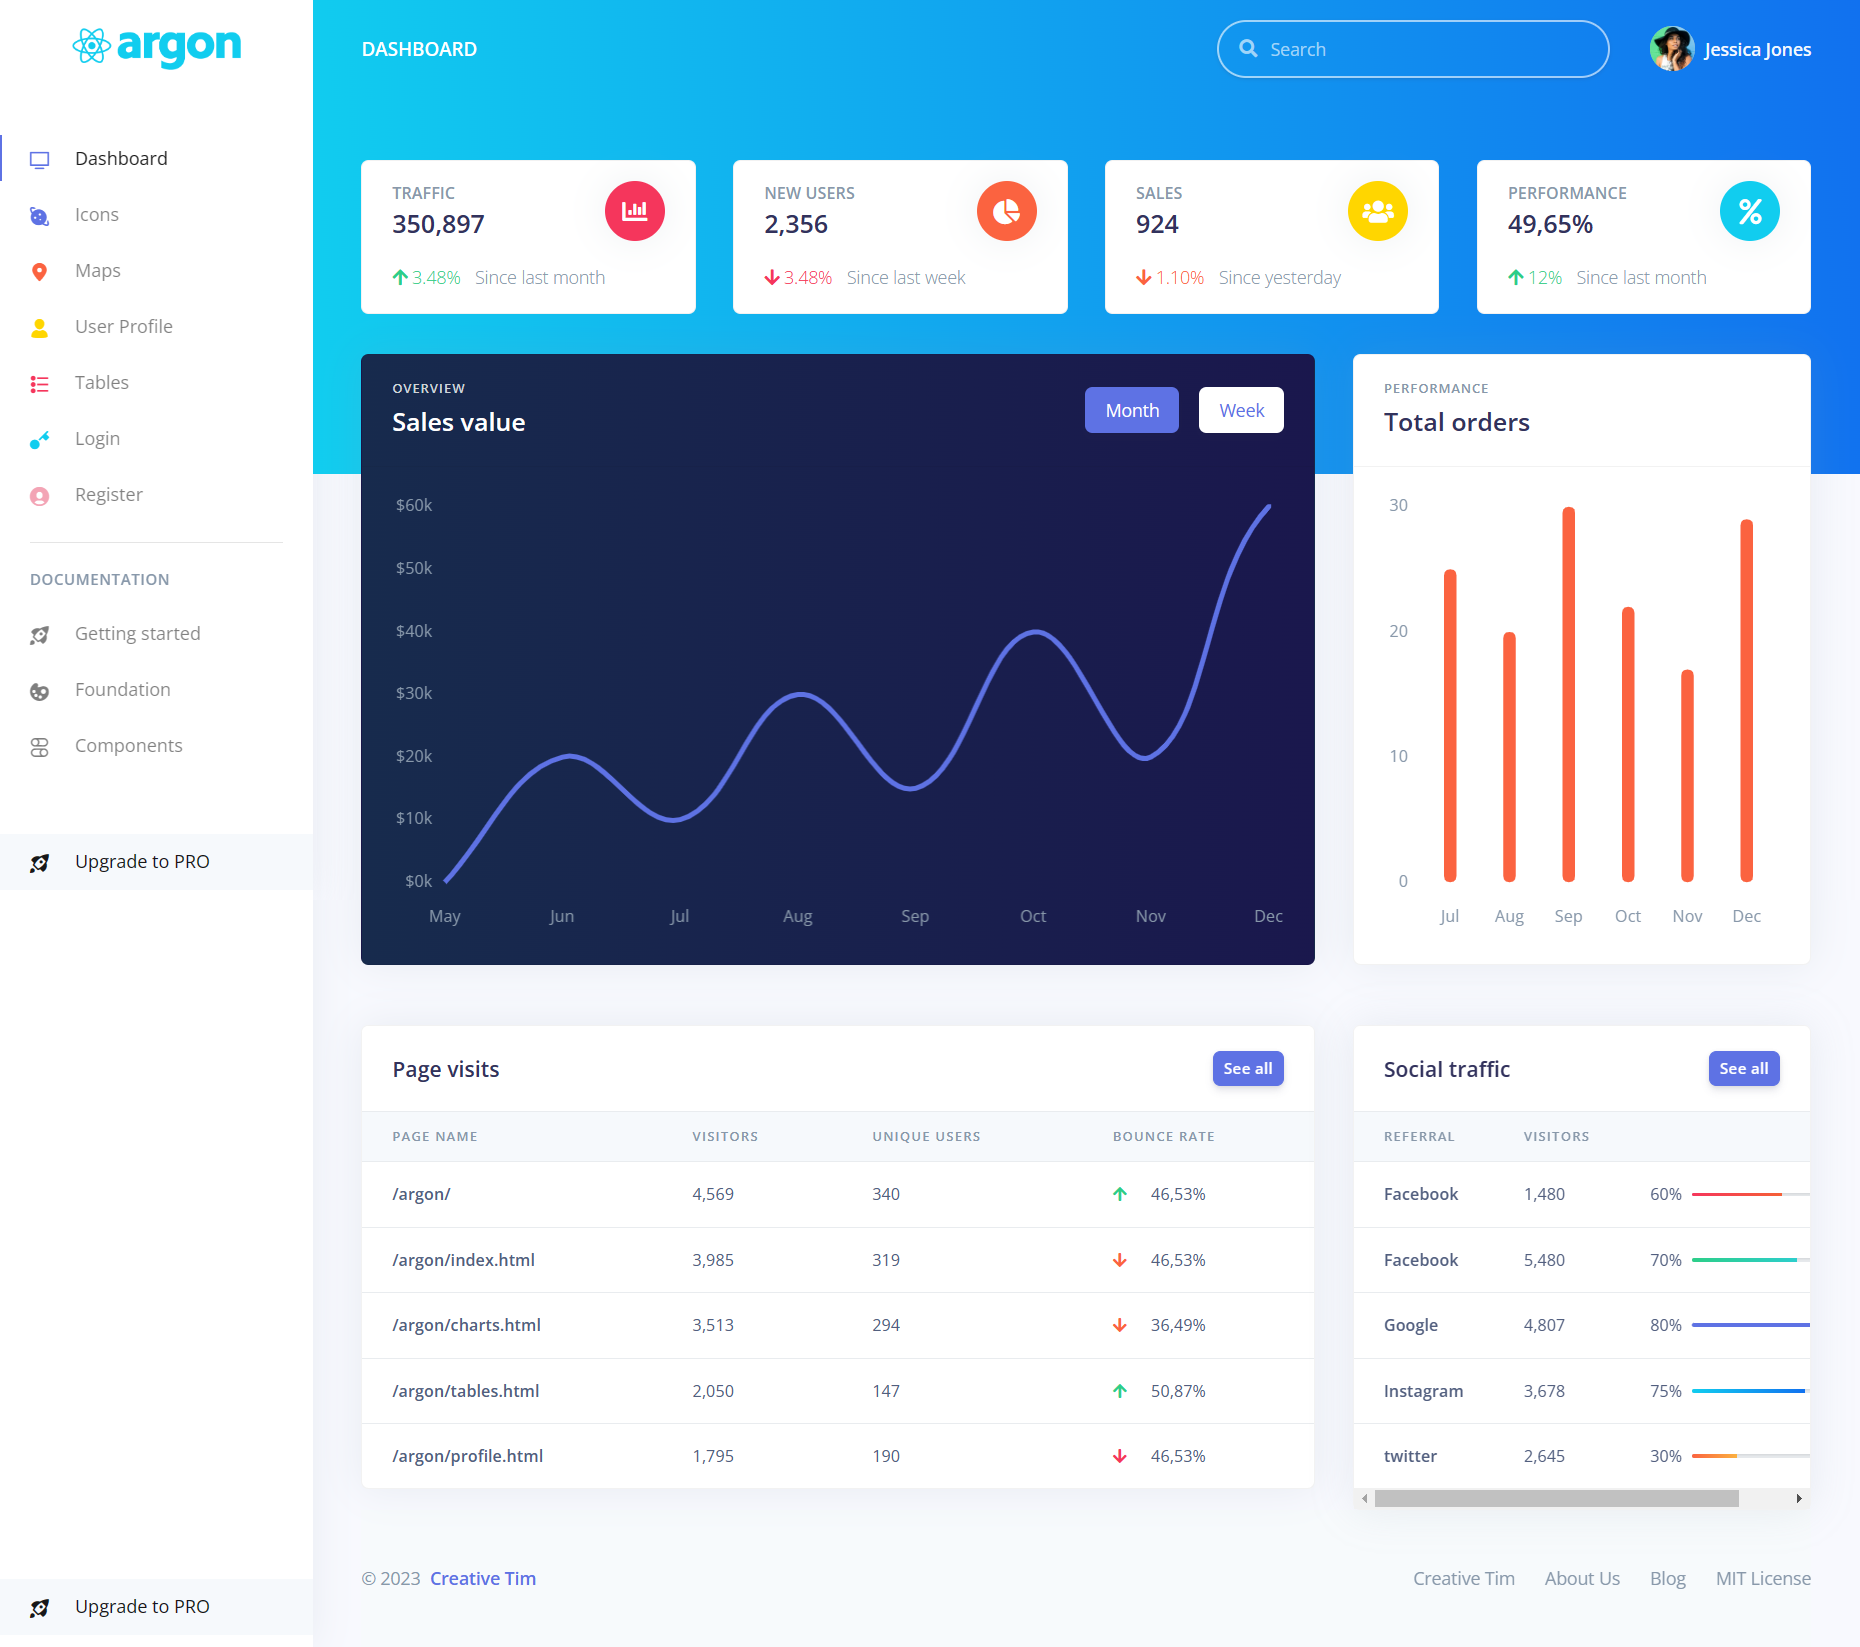 argon
Dashboard
Icons
Maps
User Profile
Tables
Login
Register
DOCUMENTATION
Getting started
Foundation
Components
Upgrade to PRO
Upgrade to PRO
DASHBOARD
Search
Jessica Jones
TRAFFIC
350,897
3.48% Since last month
NEW USERS
2,356
3.48% Since last week
SALES
924
1.10% Since yesterday
PERFORMANCE
49,65%
12% Since last month
OVERVIEW
Sales value
Month Week
$60k
$50k
$40k
$30k
$20k
$10k
$0k
May Jun Jul Aug Sep Oct Nov Dec
PERFORMANCE
Total orders
30
20
10
0
Jul Aug Sep Oct Nov Dec
Page visits See all
PAGE NAME VISITORS UNIQUE USERS BOUNCE RATE
/argon/ 4,569 340 46,53%
/argon/index.html 3,985 319 46,53%
/argon/charts.html 3,513 294 36,49%
/argon/tables.html 2,050 147 50,87%
/argon/profile.html 1,795 190 46,53%
Social traffic See all
REFERRAL VISITORS
Facebook 1,480 60%
Facebook 5,480 70%
Google 4,807 80%
Instagram 3,678 75%
twitter 2,645 30%
© 2023 Creative Tim
Creative Tim About Us Blog MIT License